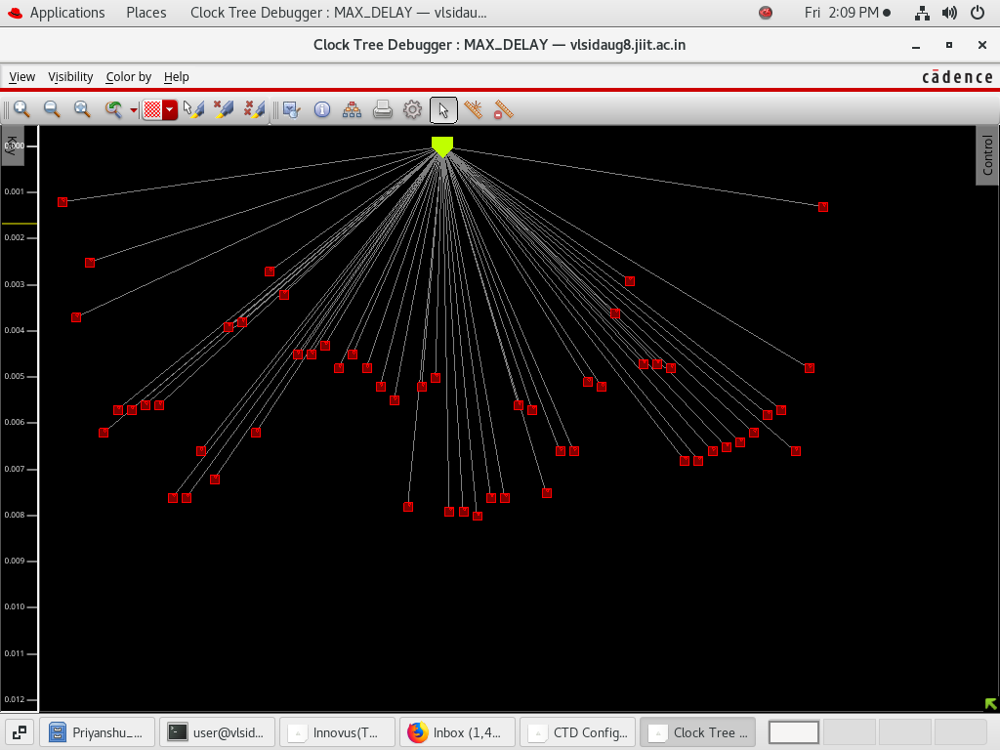 Applications Places Clock Tree Debugger : MAX_DELAY — vlsidau... Fri 2:09 PM
Clock Tree Debugger : MAX_DELAY — vlsidaug8.jiit.ac.in
View Visibility Color by Help cādence
Key
Control
0.000
0.001
0.002
0.003
0.004
0.005
0.006
0.007
0.008
0.009
0.010
0.011
0.012
Priyanshu_... user@vlsid... Innovus(T... Inbox (1,4... CTD Config... Clock Tree ...